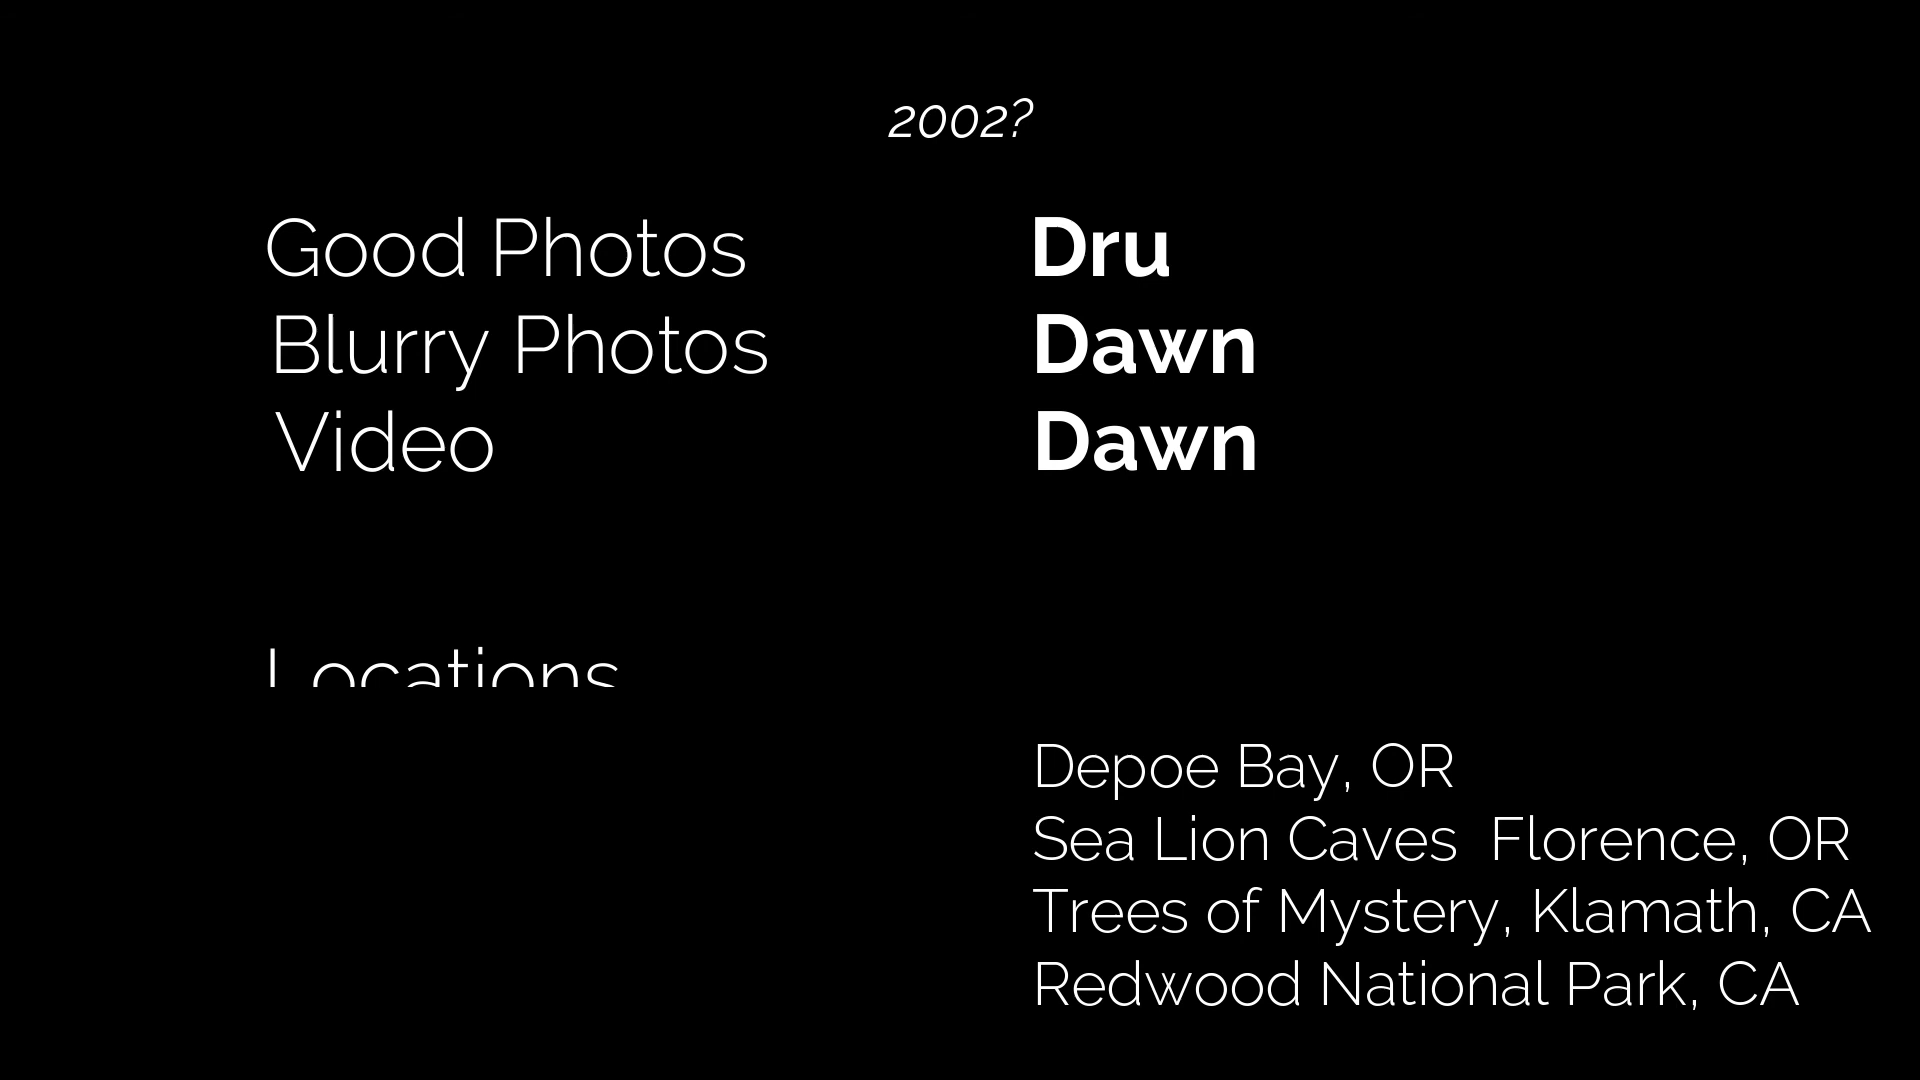 2002?
Good Photos Dru
Blurry Photos Dawn
Video Dawn
Locations
Depoe Bay, OR
Sea Lion Caves  Florence, OR
Trees of Mystery, Klamath, CA
Redwood National Park, CA